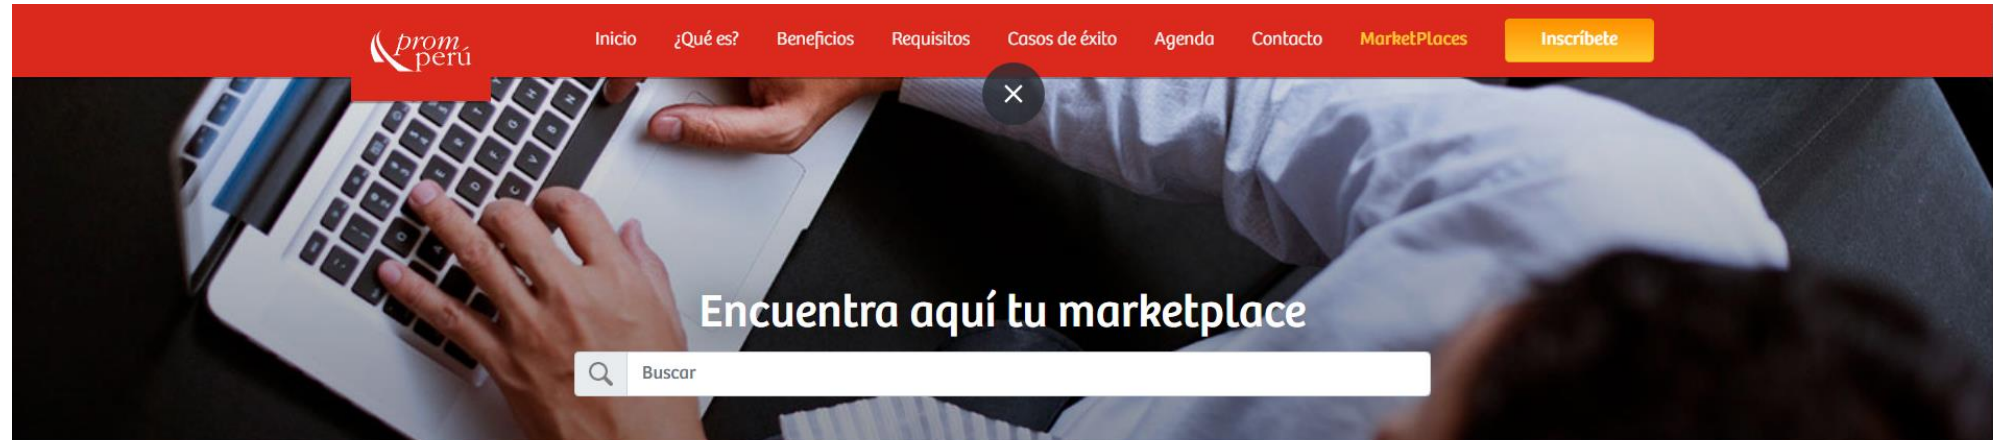 prom
perú
Inicio ¿Qué es? Beneficios Requisitos Casos de éxito Agenda Contacto MarketPlaces Inscríbete
Encuentra aquí tu marketplace
Buscar